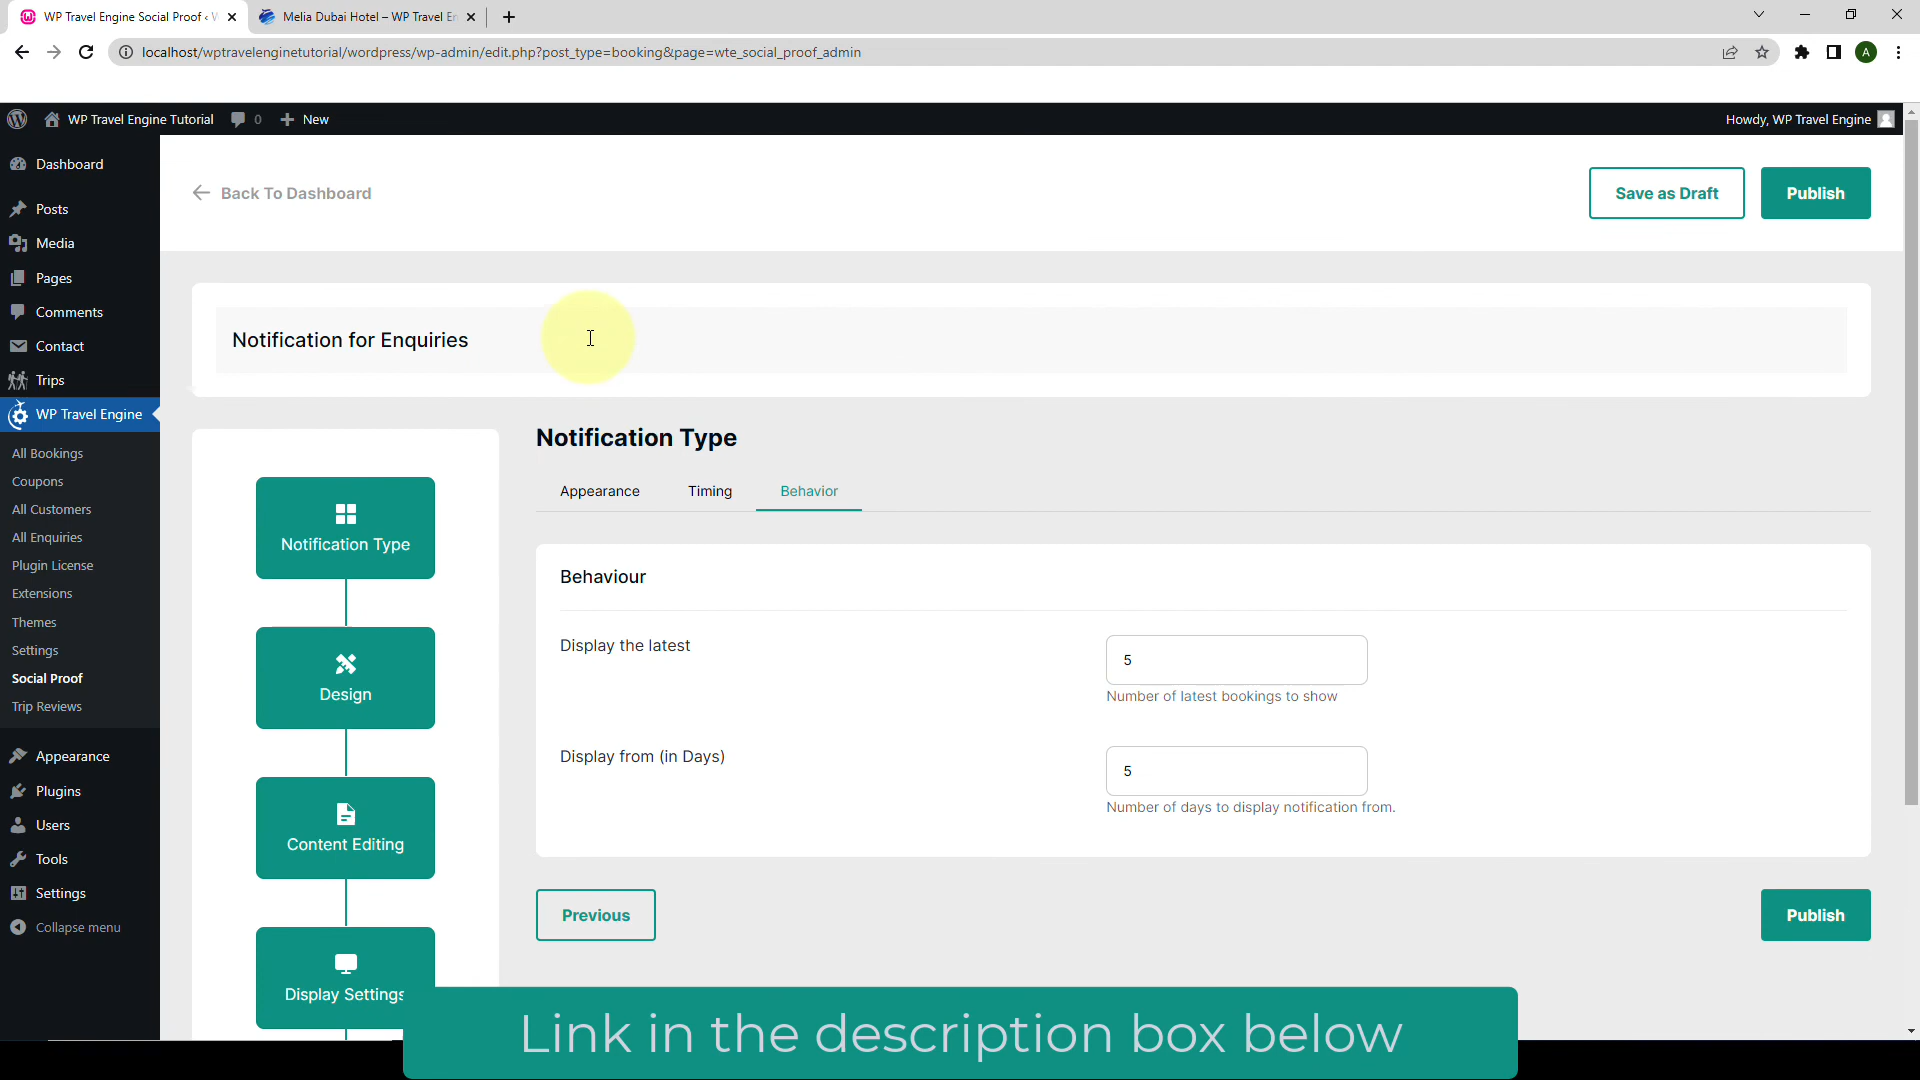 WP Travel Engine Social Proof ‹ W
Melia Dubai Hotel – WP Travel En
localhost/wptravelenginetutorial/wordpress/wp-admin/edit.php?post_type=booking&page=wte_social_proof_admin
A
WP Travel Engine Tutorial
0
New
Howdy, WP Travel Engine
Dashboard
Posts
Media
Pages
Comments
Contact
Trips
WP Travel Engine
All Bookings
Coupons
All Customers
All Enquiries
Plugin License
Extensions
Themes
Settings
Social Proof
Trip Reviews
Appearance
Plugins
Users
Tools
Settings
Collapse menu
Back To Dashboard
Save as Draft
Publish
Notification for Enquiries
Notification Type
Design
Content Editing
Display Settings
Notification Type
Appearance
Timing
Behavior
Behaviour
Display the latest
5
Number of latest bookings to show
Display from (in Days)
5
Number of days to display notification from.
Previous
Publish
Link in the description box below